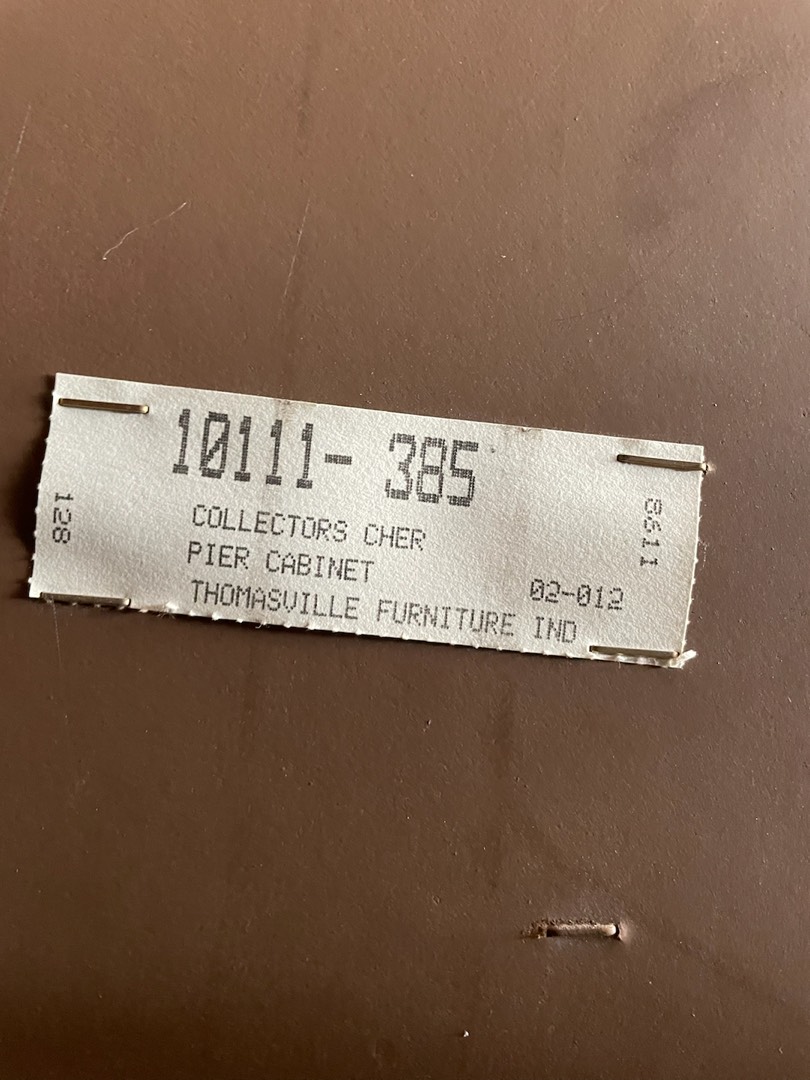 10111- 385
COLLECTORS CHER
PIER CABINET
02-012
THOMASVILLE FURNITURE IND
128
8611